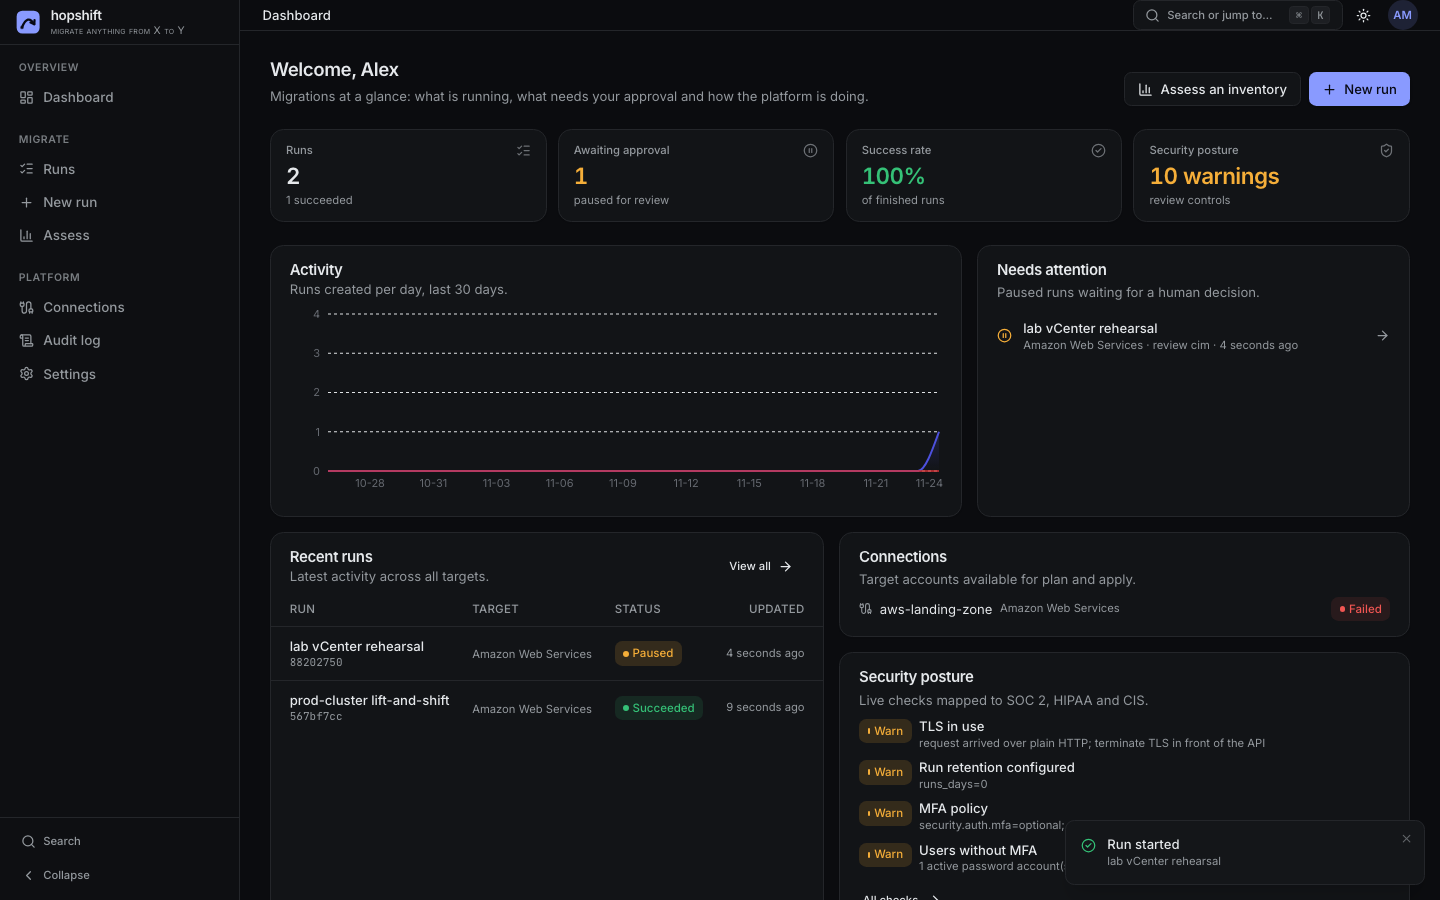 hopshift
MIGRATE ANYTHING FROM X TO Y
OVERVIEW
Dashboard
MIGRATE
Runs
New run
Assess
PLATFORM
Connections
Audit log
Settings
Search
Collapse
Dashboard
Search or jump to...
⌘ K
AM
Welcome, Alex
Migrations at a glance: what is running, what needs your approval and how the platform is doing.
Assess an inventory
New run
Runs
2
1 succeeded
Awaiting approval
1
paused for review
Success rate
100%
of finished runs
Security posture
10 warnings
review controls
Activity
Runs created per day, last 30 days.
4
3
2
1
0
10-28 10-31 11-03 11-06 11-09 11-12 11-15 11-18 11-21 11-24
Needs attention
Paused runs waiting for a human decision.
lab vCenter rehearsal
Amazon Web Services · review cim · 4 seconds ago
Recent runs
Latest activity across all targets.
View all
RUN TARGET STATUS UPDATED
lab vCenter rehearsal
88202750
Amazon Web Services Paused 4 seconds ago
prod-cluster lift-and-shift
567bf7cc
Amazon Web Services Succeeded 9 seconds ago
Connections
Target accounts available for plan and apply.
aws-landing-zone Amazon Web Services Failed
Security posture
Live checks mapped to SOC 2, HIPAA and CIS.
Warn TLS in use
request arrived over plain HTTP; terminate TLS in front of the API
Warn Run retention configured
runs_days=0
Warn MFA policy
security.auth.mfa=optional;
Warn Users without MFA
1 active password account(
All checks
Run started
lab vCenter rehearsal